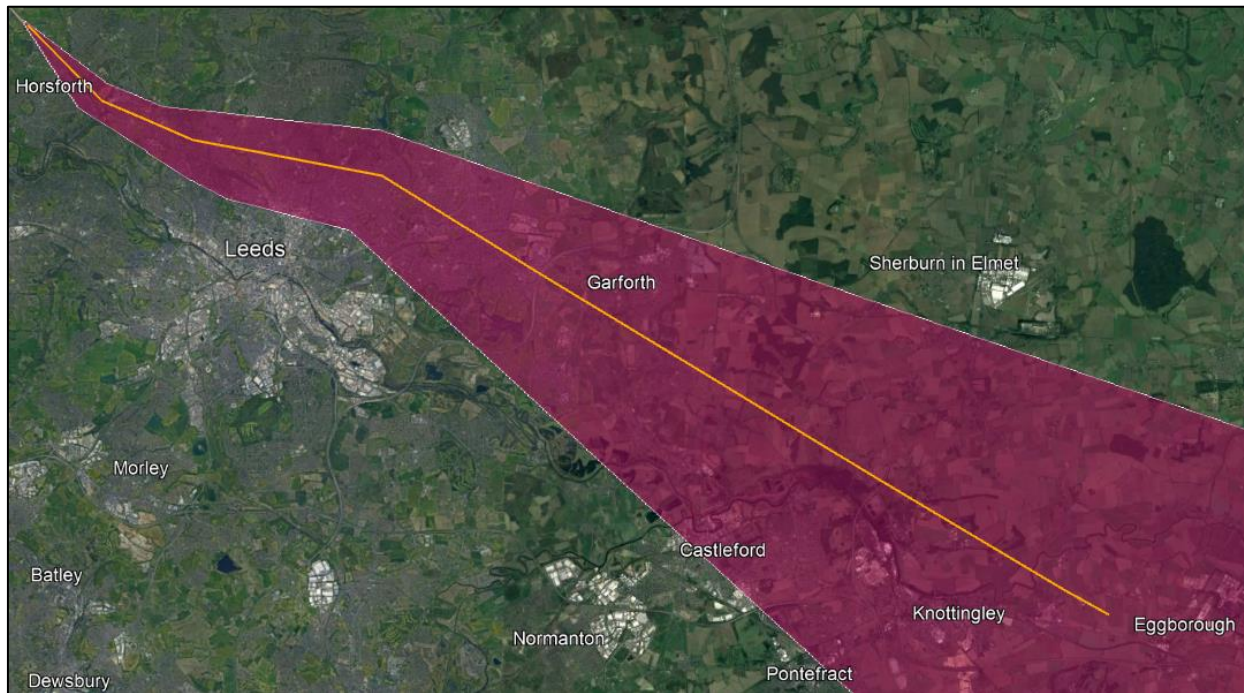 Horsforth
Leeds
Sherburn in Elmet
Garforth
Morley
Castleford
Batley
Knottingley
Eggborough
Normanton
Pontefract
Dewsbury